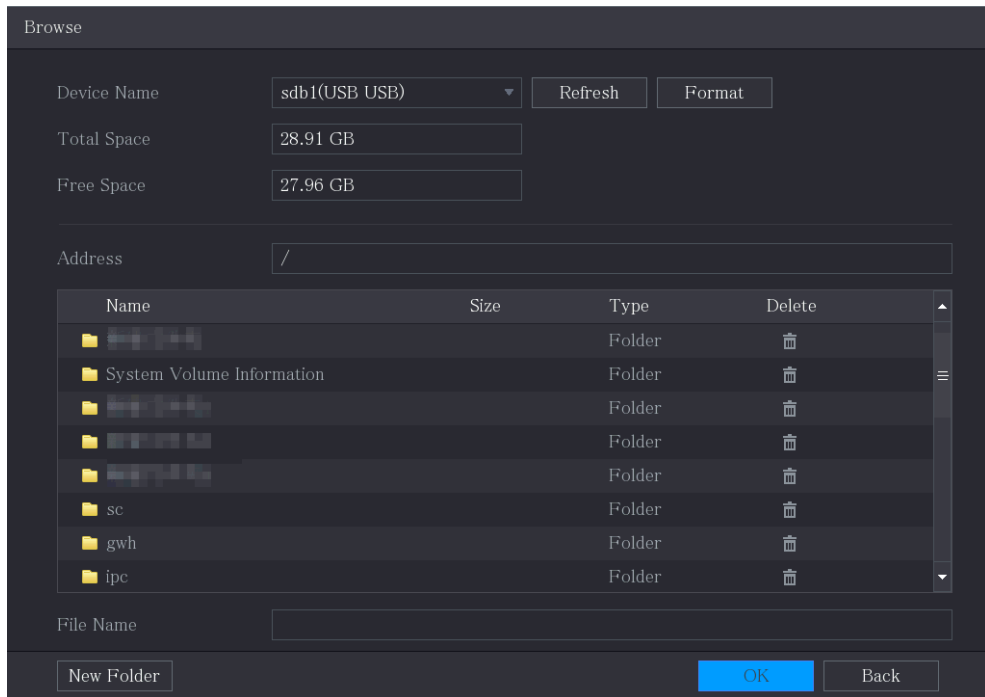 Browse
Device Name sdb1(USB USB) Refresh Format
Total Space 28.91 GB
Free Space 27.96 GB
Address /
Name Size Type Delete
Folder
System Volume Information Folder
Folder
Folder
Folder
sc Folder
gwh Folder
ipc Folder
File Name
New Folder OK Back